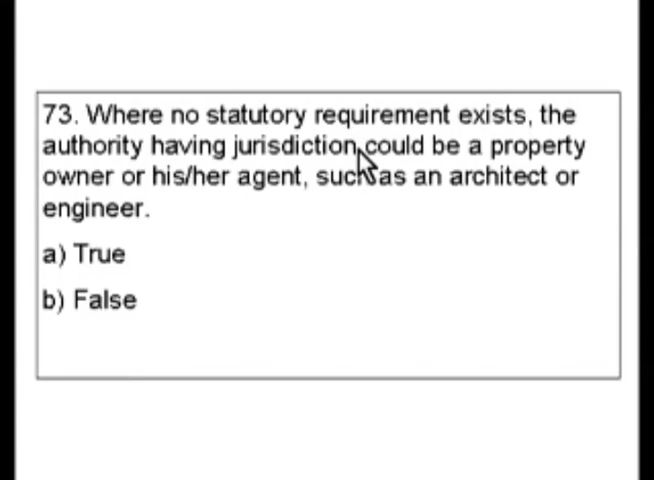 73. Where no statutory requirement exists, the
authority having jurisdiction could be a property
owner or his/her agent, such as an architect or
engineer.
a) True
b) False